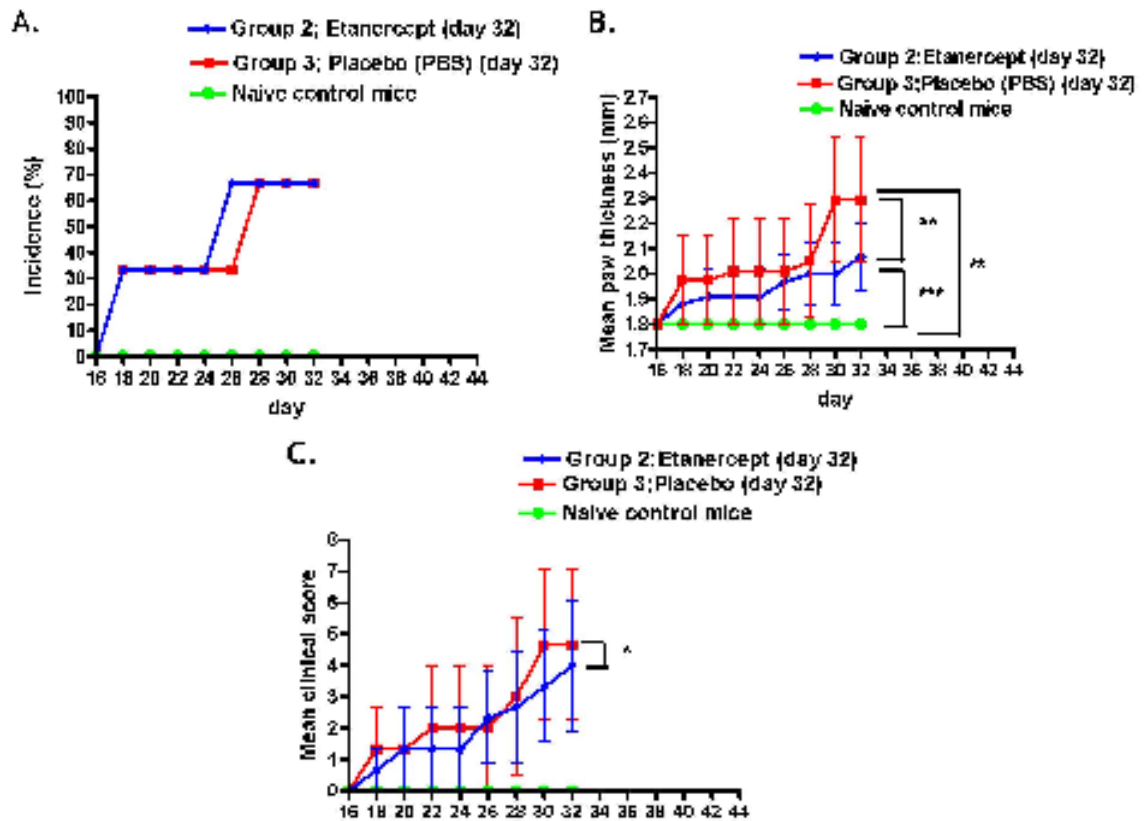 A.
Group 2; Etanercept (day 32)
Group 3; Placebo (PBS) (day 32)
Naive control mice
Incidence (%)
100
90
80
70
60
50
40
30
20
10
0
16 18 20 22 24 26 28 30 32 34 36 38 40 42 44
day
B.
Group 2:Etanercept (day 32)
Group 3;Placebo (PBS) (day 32)
Naive control mice
Mean paw thickness (mm)
2.7
2.6
2.5
2.4
2.3
2.2
2.1
2.0
1.9
1.8
1.7
**
***
**
16 18 20 22 24 26 28 30 32 34 36 38 40 42 44
day
C.
Group 2:Etanercept (day 32)
Group 3;Placebo (day 32)
Naive control mice
Mean clinical score
8
7
6
5
4
3
2
1
0
*
16 18 20 22 24 26 28 30 32 34 36 38 40 42 44